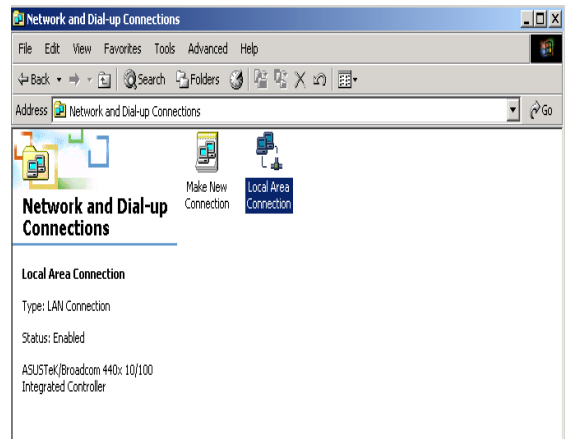 Network and Dial-up Connections
File Edit View Favorites Tools Advanced Help
Back Search Folders
Address Network and Dial-up Connections Go
Make New Connection
Local Area Connection
Network and Dial-up
Connections
Local Area Connection
Type: LAN Connection
Status: Enabled
ASUSTeK/Broadcom 440x 10/100
Integrated Controller